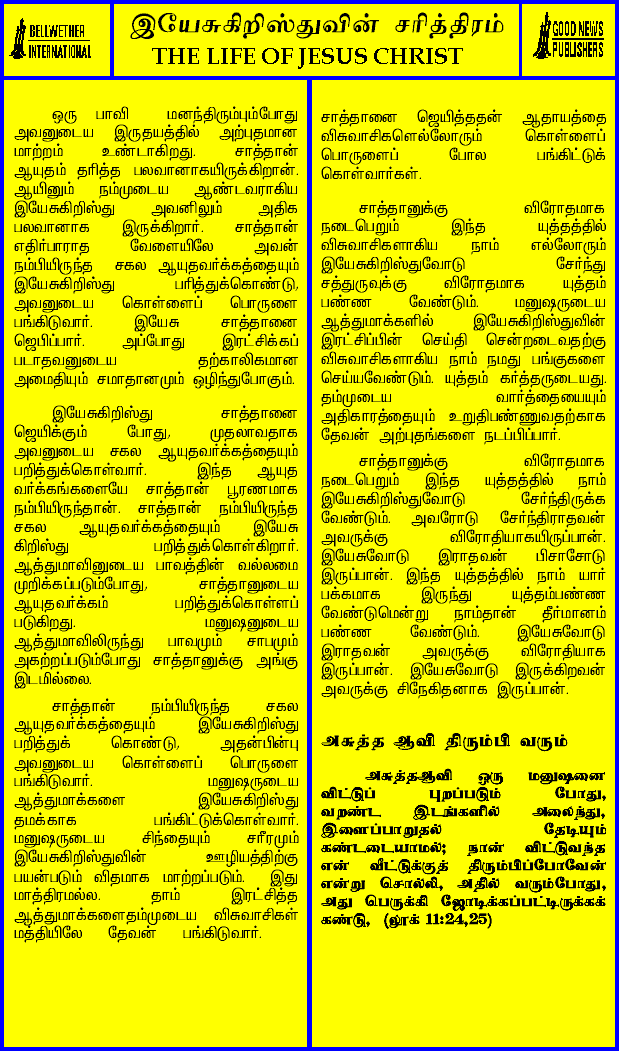 BELLWETHER
INTERNATIONAL
இயேசுகிறிஸ்துவின் சரித்திரம்
THE LIFE OF JESUS CHRIST
GOOD NEWS
PUBLISHERS
ஒரு பாவி மனந்திரும்பும்போது
அவனுடைய இருதயத்தில் அற்புதமான
மாற்றம் உண்டாகிறது. சாத்தான்
ஆயுதம் தரித்த பலவானாகயிருக்கிறான்.
ஆயினும் நம்முடைய ஆண்டவராகிய
இயேசுகிறிஸ்து அவனிலும் அதிக
பலவானாக இருக்கிறார். சாத்தான்
எதிர்பாராத வேளையிலே அவன்
நம்பியிருந்த சகல ஆயுதவர்க்கத்தையும்
இயேசுகிறிஸ்து பரித்துக்கொண்டு,
அவனுடைய கொள்ளைப் பொருளை
பங்கிடுவார். இயேசு சாத்தானை
ஜெபிப்பார். அப்போது இரட்சிக்கப்
படாதவனுடைய தற்காலிகமான
அமைதியும் சமாதானமும் ஒழிந்துபோகும்.
இயேசுகிறிஸ்து சாத்தானை
ஜெயிக்கும் போது, முதலாவதாக
அவனுடைய சகல ஆயுதவர்க்கத்தையும்
பறித்துக்கொள்வார். இந்த ஆயுத
வர்க்கங்களையே சாத்தான் பூரணமாக
நம்பியிருந்தான். சாத்தான் நம்பியிருந்த
சகல ஆயுதவர்க்கத்தையும் இயேசு
கிறிஸ்து பறித்துக்கொள்கிறார்.
ஆத்துமாவினுடைய பாவத்தின் வல்லமை
முறிக்கப்படும்போது, சாத்தானுடைய
ஆயுதவர்க்கம் பறித்துக்கொள்ளப்
படுகிறது. மனுஷனுடைய
ஆத்துமாவிலிருந்து பாவமும் சாபமும்
அகற்றப்படும்போது சாத்தானுக்கு அங்கு
இடமில்லை.
சாத்தான் நம்பியிருந்த சகல
ஆயுதவர்க்கத்தையும் இயேசுகிறிஸ்து
பறித்துக் கொண்டு, அதன்பின்பு
அவனுடைய கொள்ளைப் பொருளை
பங்கிடுவார். மனுஷருடைய
ஆத்துமாக்களை இயேசுகிறிஸ்து
தமக்காக பங்கிட்டுக்கொள்வார்.
மனுஷருடைய சிந்தையும் சரீரமும்
இயேசுகிறிஸ்துவின் ஊழியத்திற்கு
பயன்படும் விதமாக மாற்றப்படும். இது
மாத்திரமல்ல. தாம் இரட்சித்த
ஆத்துமாக்களைதம்முடைய விசுவாசிகள்
மத்தியிலே தேவன் பங்கிடுவார்.
சாத்தானை ஜெயித்ததன் ஆதாயத்தை
விசுவாசிகளெல்லோரும் கொள்ளைப்
பொருளைப் போல பங்கிட்டுக்
கொள்வார்கள்.
சாத்தானுக்கு விரோதமாக
நடைபெறும் இந்த யுத்தத்தில்
விசுவாசிகளாகிய நாம் எல்லோரும்
இயேசுகிறிஸ்துவோடு சேர்ந்து
சத்துருவுக்கு விரோதமாக யுத்தம்
பண்ண வேண்டும். மனுஷருடைய
ஆத்துமாக்களில் இயேசுகிறிஸ்துவின்
இரட்சிப்பின் செய்தி சென்றடைவதற்கு
விசுவாசிகளாகிய நாம் நமது பங்குகளை
செய்யவேண்டும். யுத்தம் கர்த்தருடையது.
தம்முடைய வார்த்தையையும்
அதிகாரத்தையும் உறுதிபண்ணுவதற்காக
தேவன் அற்புதங்களை நடப்பிப்பார்.
சாத்தானுக்கு விரோதமாக
நடைபெறும் இந்த யுத்தத்தில் நாம்
இயேசுகிறிஸ்துவோடு சேர்ந்திருக்க
வேண்டும். அவரோடு சேர்ந்திராதவன்
அவருக்கு விரோதியாகயிருப்பான்.
இயேசுவோடு இராதவன் பிசாசோடு
இருப்பான். இந்த யுத்தத்தில் நாம் யார்
பக்கமாக இருந்து யுத்தம்பண்ண
வேண்டுமென்று நாம்தான் தீர்மானம்
பண்ண வேண்டும். இயேசுவோடு
இராதவன் அவருக்கு விரோதியாக
இருப்பான். இயேசுவோடு இருக்கிறவன்
அவருக்கு சிநேகிதனாக இருப்பான்.
அசுத்த ஆவி திரும்பி வரும்
அசுத்தஆவி ஒரு மனுஷனை
விட்டுப் புறப்படும் போது,
வறண்ட இடங்களில் அலைந்து,
இளைப்பாறுதல் தேடியும்
கண்டடையாமல்; நான் விட்டுவந்த
என் வீட்டுக்குத் திரும்பிப்போவேன்
என்று சொல்லி, அதில் வரும்போது,
அது பெருக்கி ஜோடிக்கப்பட்டிருக்கக்
கண்டு, (லூக் 11:24,25)